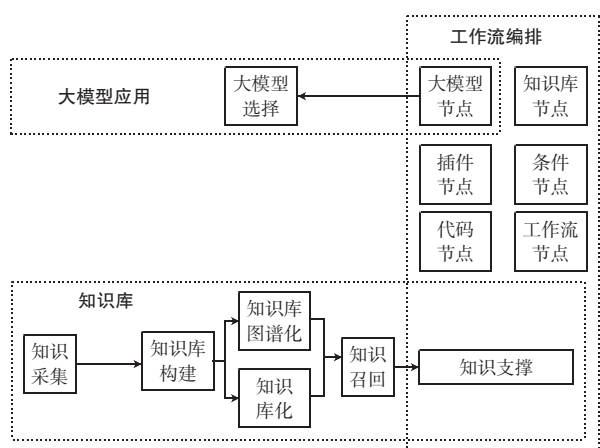 工作流编排
大模型应用
大模型
选择
大模型
节点
知识库
节点
插件
节点
条件
节点
代码
节点
工作流
节点
知识库
知识
采集
知识库
构建
知识库
图谱化
知识
库化
知识
召回
知识支撑